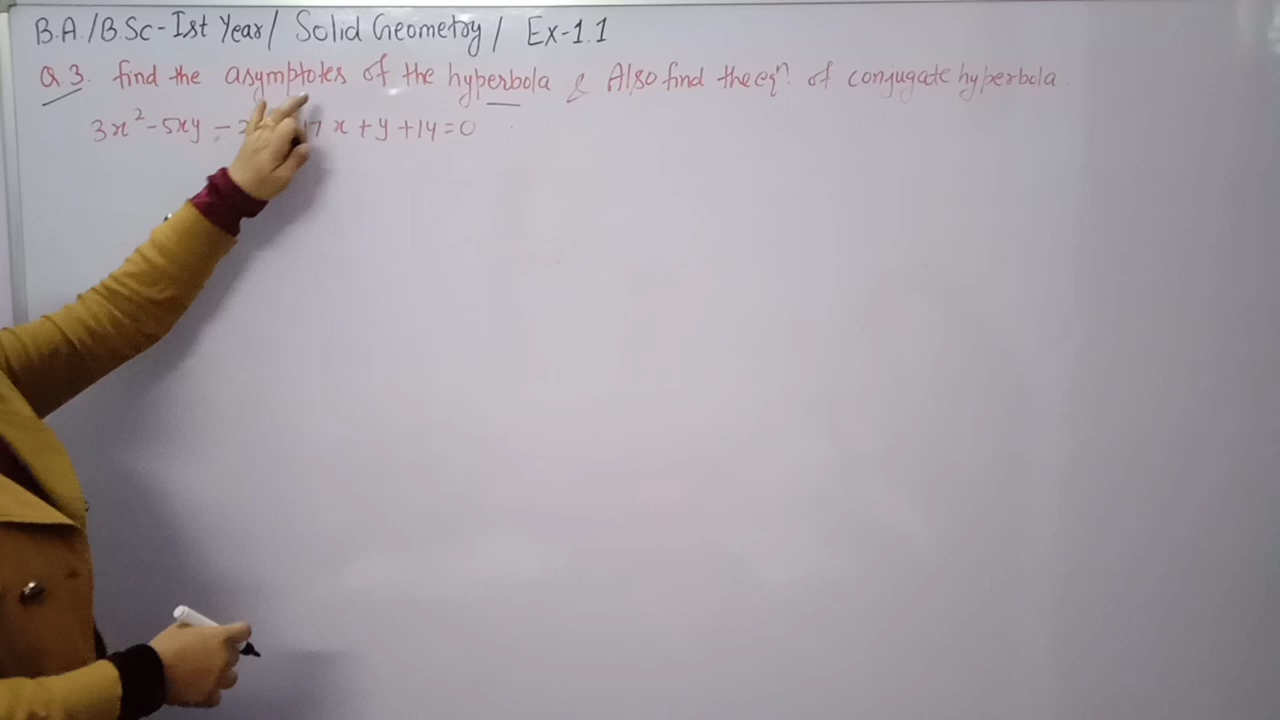 B.A./B.Sc-Ist Year/ Solid Geometry/ Ex-1.1
Q 3. find the asymptotes of the hyperbola & Also find the eqⁿ. of conjugate hyperbola
3x² - 5xy - 17x + y + 14 = 0